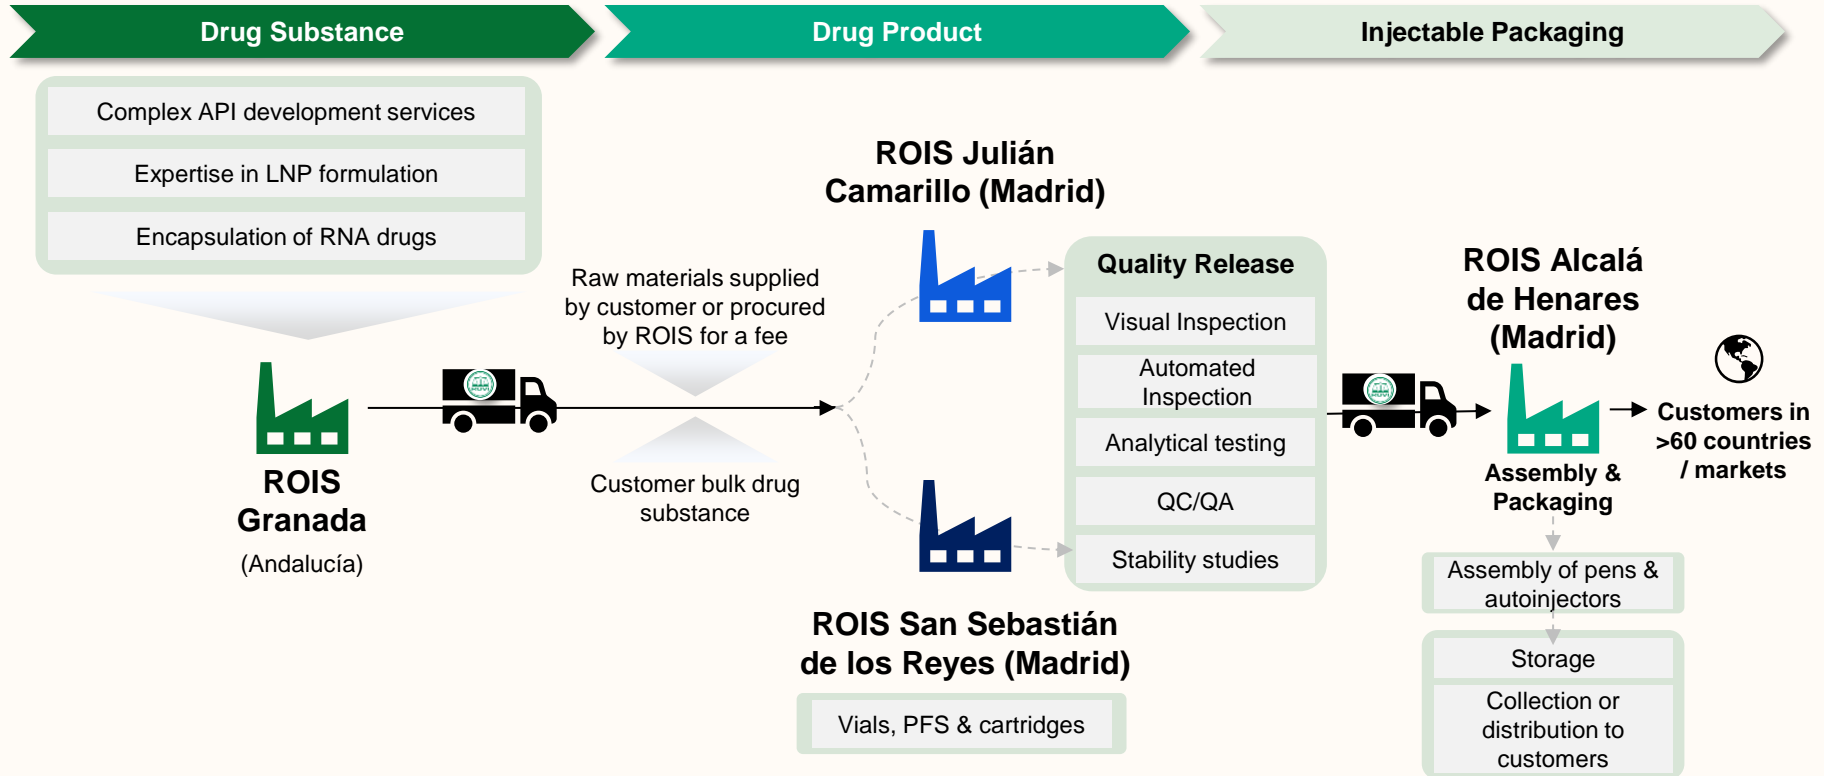 Drug Substance
Drug Product
Injectable Packaging
Complex API development services
Expertise in LNP formulation
Encapsulation of RNA drugs
ROIS
Granada
(Andalucía)
Raw materials supplied
by customer or procured
by ROIS for a fee
Customer bulk drug
substance
ROIS Julián
Camarillo (Madrid)
ROIS San Sebastián
de los Reyes (Madrid)
Vials, PFS & cartridges
Quality Release
Visual Inspection
Automated
Inspection
Analytical testing
QC/QA
Stability studies
ROIS Alcalá
de Henares
(Madrid)
Assembly &
Packaging
Customers in
>60 countries
/ markets
Assembly of pens &
autoinjectors
Storage
Collection or
distribution to
customers